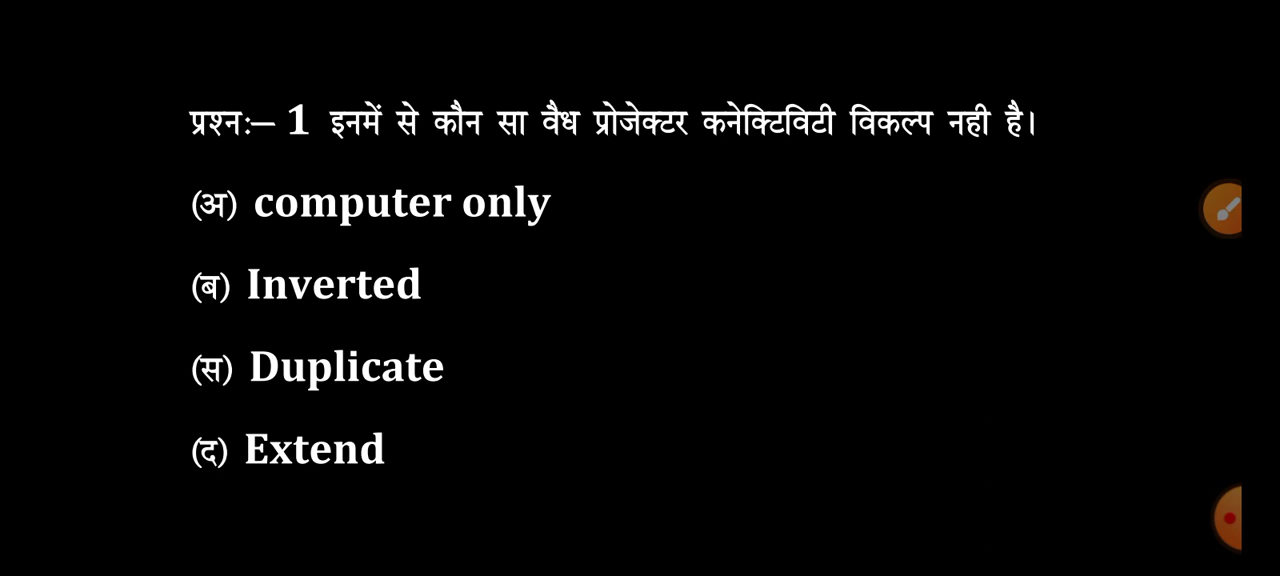 प्रश्नः– 1 इनमें से कौन सा वैध प्रोजेक्टर कनेक्टिविटी विकल्प नही है।
(अ) computer only
(ब) Inverted
(स) Duplicate
(द) Extend